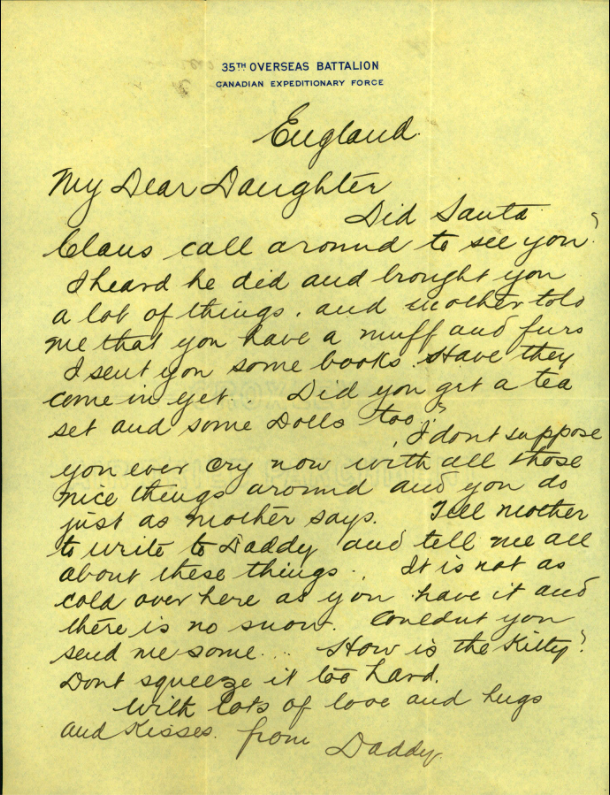 35TH OVERSEAS BATTALION
CANADIAN EXPEDITIONARY FORCE
England
My Dear Daughter
Did Santa
Claus call around to see you?
I heard he did and brought you
a lot of things. and mother told
me that you have a muff and furs
I sent you some books. Have they
come in yet.. Did you get a tea
set and some Dolls too?
I dont suppose
you ever cry now with all those
nice things around and you do
just as mother says. Tell mother
to write to Daddy and tell me all
about these things.. It is not as
cold over here as you have it and
there is no snow. Couldnt you
send me some... How is the Kitty?
Dont squeeze it too hard.
With lots of love and hugs
and Kisses. from Daddy.